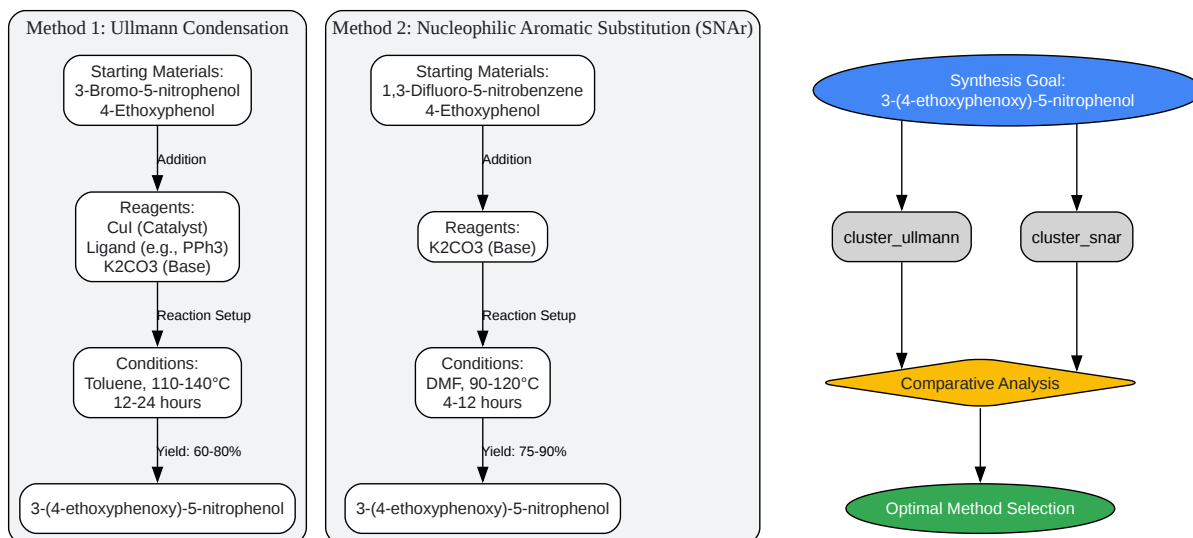 Method 1: Ullmann Condensation
Starting Materials:
3-Bromo-5-nitrophenol
4-Ethoxyphenol
Addition
Reagents:
CuI (Catalyst)
Ligand (e.g., PPh3)
K2CO3 (Base)
Reaction Setup
Conditions:
Toluene, 110-140°C
12-24 hours
Yield: 60-80%
3-(4-ethoxyphenoxy)-5-nitrophenol
Method 2: Nucleophilic Aromatic Substitution (SNAr)
Starting Materials:
1,3-Difluoro-5-nitrobenzene
4-Ethoxyphenol
Addition
Reagents:
K2CO3 (Base)
Reaction Setup
Conditions:
DMF, 90-120°C
4-12 hours
Yield: 75-90%
3-(4-ethoxyphenoxy)-5-nitrophenol
Synthesis Goal:
3-(4-ethoxyphenoxy)-5-nitrophenol
cluster_ullmann
cluster_snar
Comparative Analysis
Optimal Method Selection